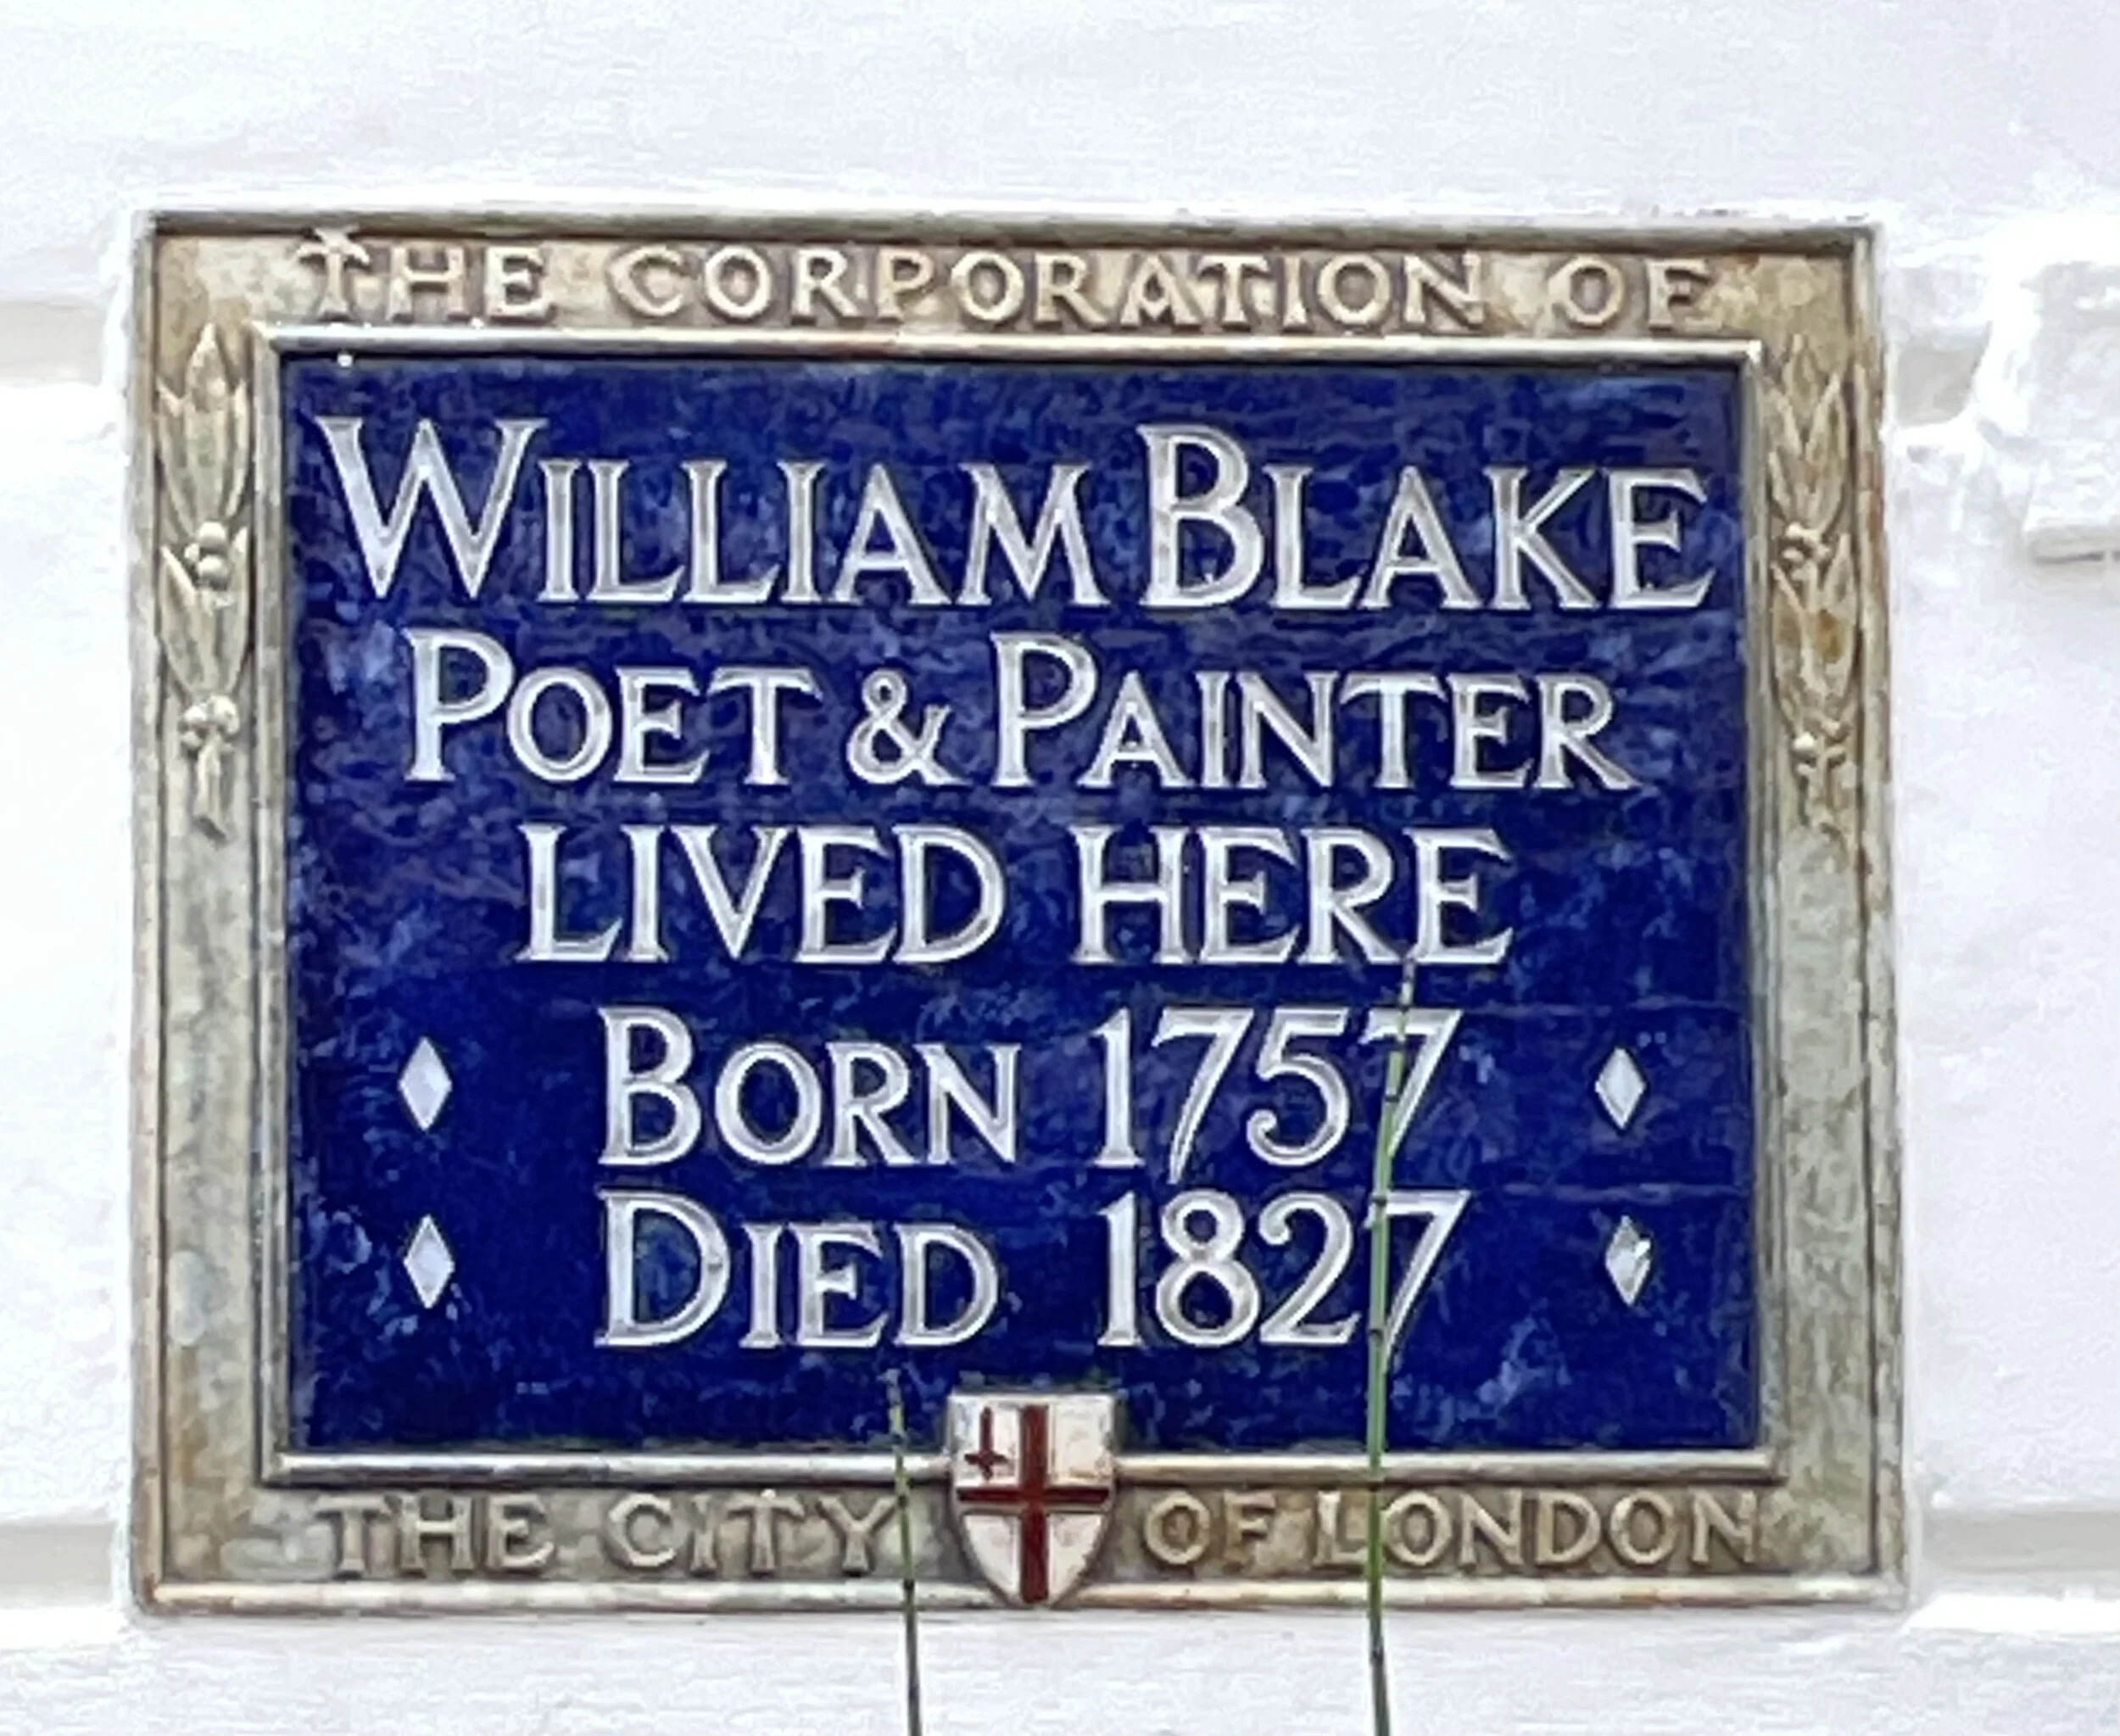 THE CORPORATION OF
WILLIAM BLAKE
POET & PAINTER
LIVED HERE
BORN 1757
DIED 1827
THE CITY OF LONDON